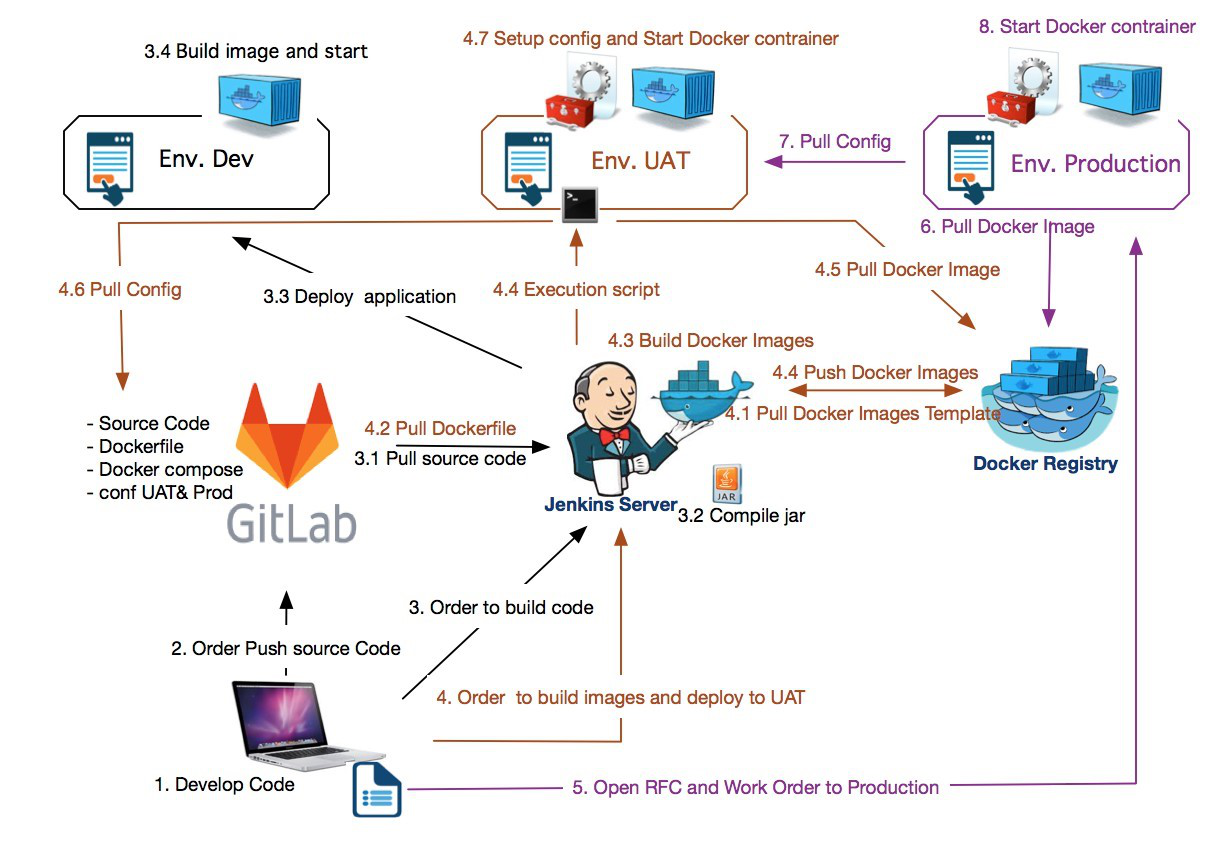 8. Start Docker contrainer
4.7 Setup config and Start Docker contrainer
3.4 Build image and start
7. Pull Config
Env. Dev
Env. UAT
Env. Production
>_
6. Pull Docker Image
4.5 Pull Docker Image
4.6 Pull Config
3.3 Deploy application
4.4 Execution script
4.3 Build Docker Images
4.4 Push Docker Images
4.1 Pull Docker Images Template
- Source Code
- Dockerfile
- Docker compose
- conf UAT& Prod
4.2 Pull Dockerfile
3.1 Pull source code
Docker Registry
GitLab
JAR
Jenkins Server
3.2 Compile jar
3. Order to build code
2. Order Push source Code
4. Order to build images and deploy to UAT
1. Develop Code
5. Open RFC and Work Order to Production